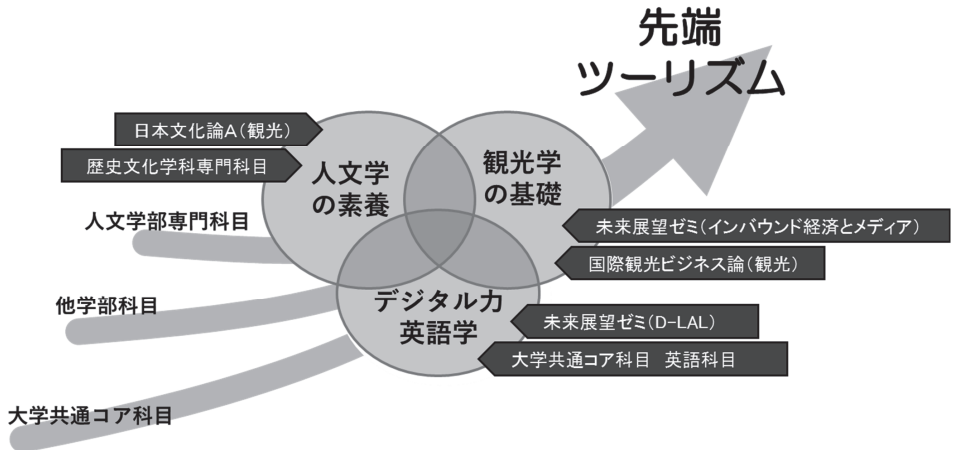 先端
ツーリズム
日本文化論A（観光）
歴史文化学科専門科目
人文学
の素養
観光学
の基礎
人文学部専門科目
未来展望ゼミ（インバウンド経済とメディア）
国際観光ビジネス論（観光）
他学部科目
デジタル力
英語学
未来展望ゼミ（D-LAL）
大学共通コア科目　英語科目
大学共通コア科目